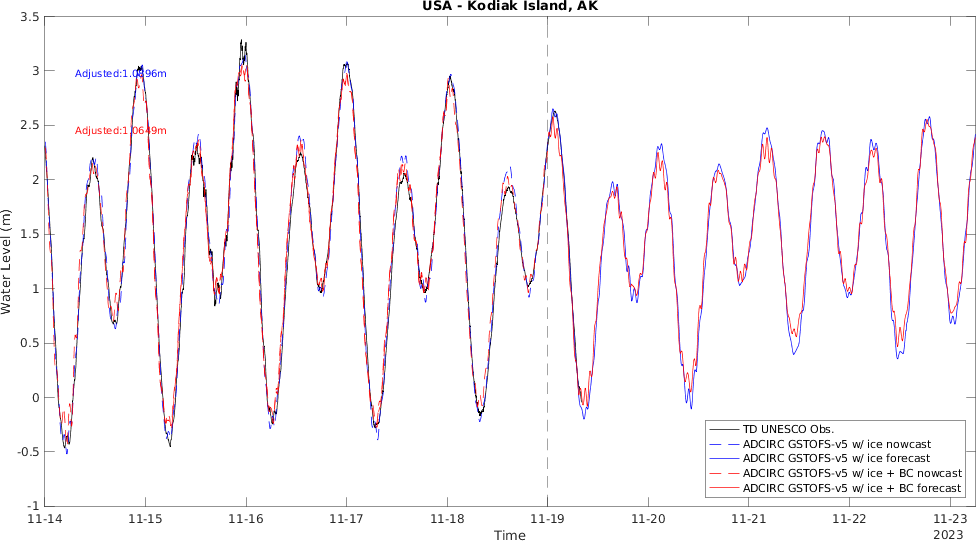 USA - Kodiak Island, AK
3.5
3
2.5
2
1.5
1
0.5
0
-0.5
-1
Water Level (m)
Adjusted:1.0896m
Adjusted:1.0649m
TD UNESCO Obs.
ADCIRC GSTOFS-v5 w/ ice nowcast
ADCIRC GSTOFS-v5 w/ ice forecast
ADCIRC GSTOFS-v5 w/ ice + BC nowcast
ADCIRC GSTOFS-v5 w/ ice + BC forecast
11-14 11-15 11-16 11-17 11-18 11-19 11-20 11-21 11-22 11-23
Time
2023